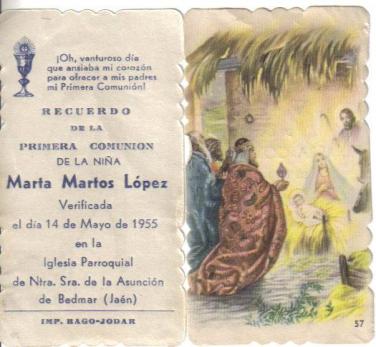 ¡Oh, venturoso día
que ansiaba mi corazón
para ofrecer a mis padres
mi Primera Comunión!
RECUERDO
DE LA
PRIMERA COMUNION
DE LA NIÑA
María Martos López
Verificada
el día 14 de Mayo de 1955
en la
Iglesia Parroquial
de Ntra. Sra. de la Asunción
de Bedmar (Jaén)
IMP. BAGO-JODAR
57